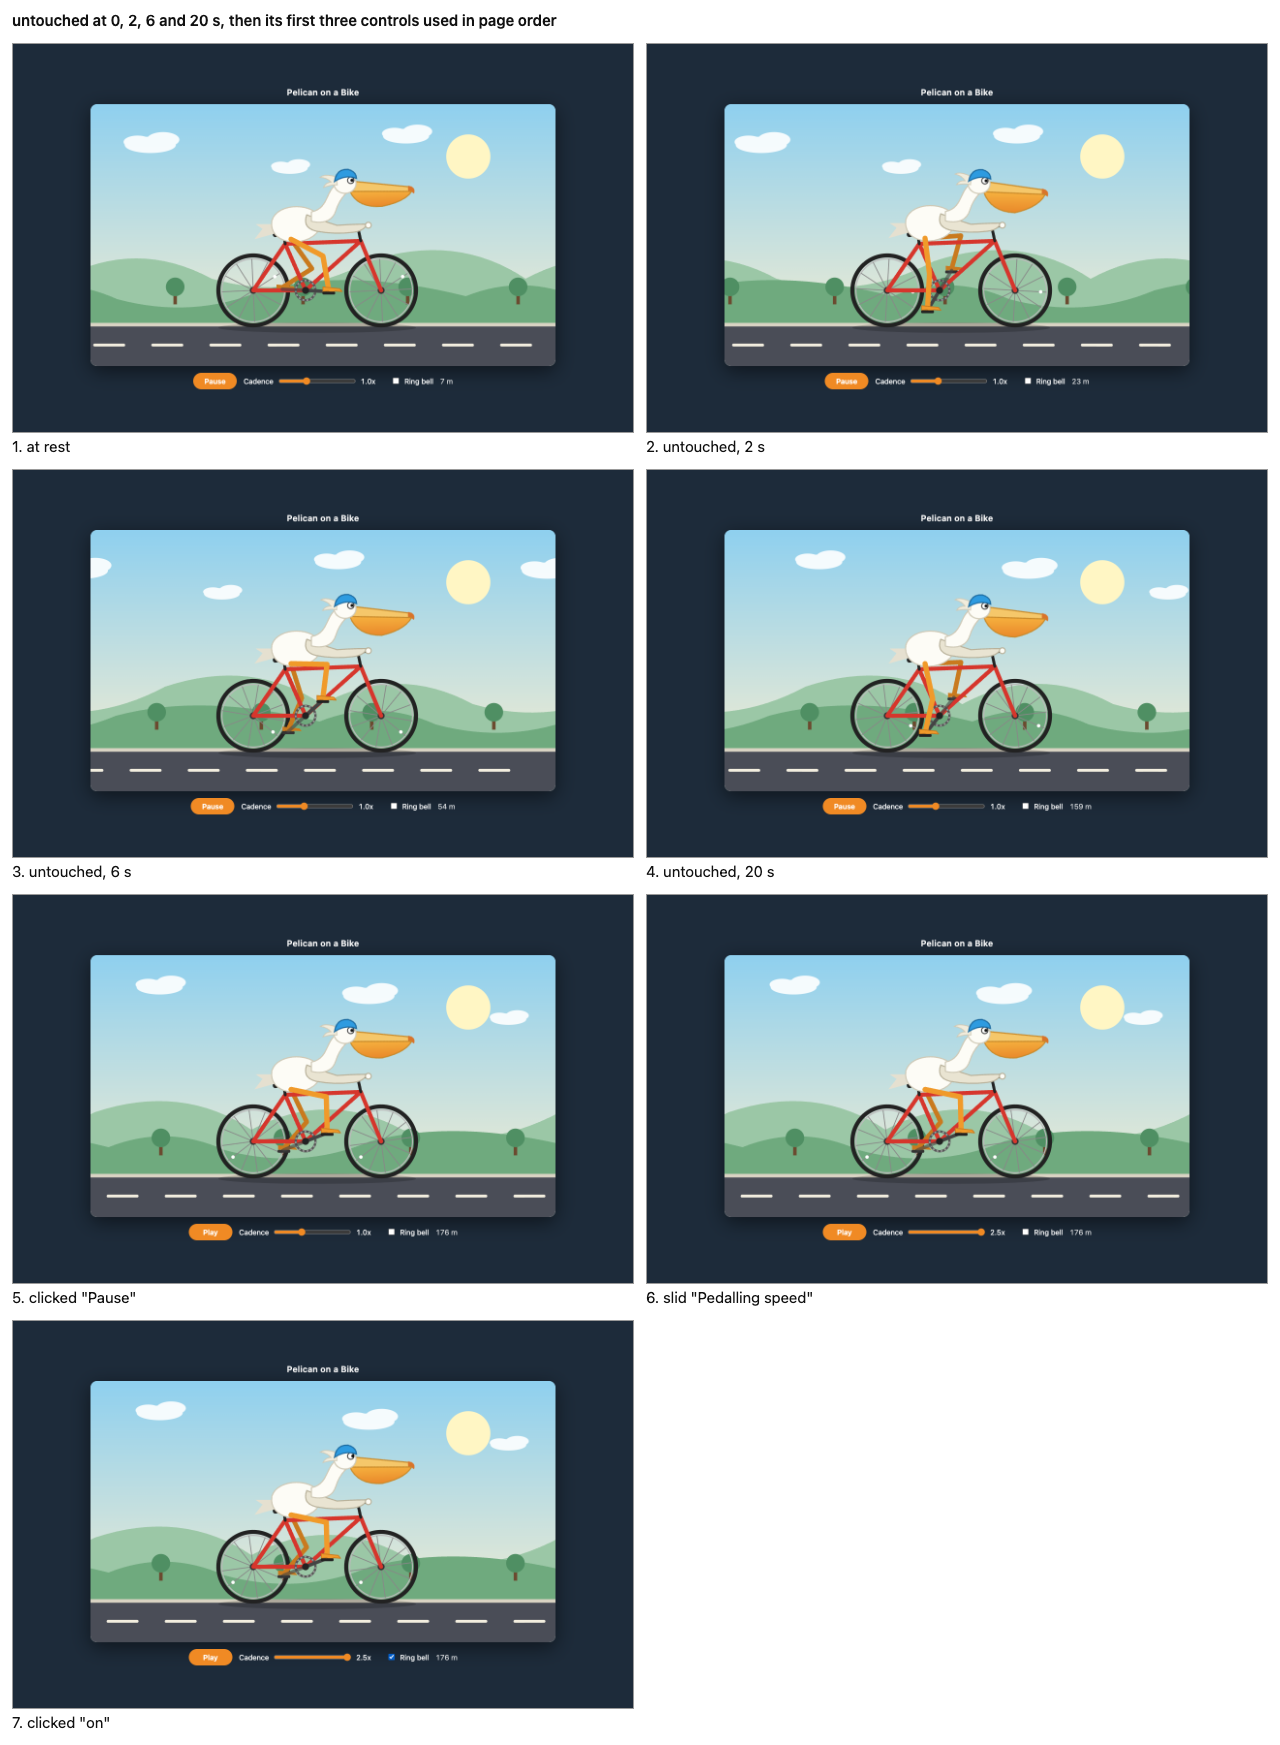 untouched at 0, 2, 6 and 20 s, then its first three controls used in page order
Pelican on a Bike
Pause Cadence 1.0x Ring bell 7 m
1. at rest
Pelican on a Bike
Pause Cadence 1.0x Ring bell 23 m
2. untouched, 2 s
Pelican on a Bike
Pause Cadence 1.0x Ring bell 54 m
3. untouched, 6 s
Pelican on a Bike
Pause Cadence 1.0x Ring bell 159 m
4. untouched, 20 s
Pelican on a Bike
Play Cadence 1.0x Ring bell 176 m
5. clicked "Pause"
Pelican on a Bike
Play Cadence 2.5x Ring bell 176 m
6. slid "Pedalling speed"
Pelican on a Bike
Play Cadence 2.5x Ring bell 176 m
7. clicked "on"